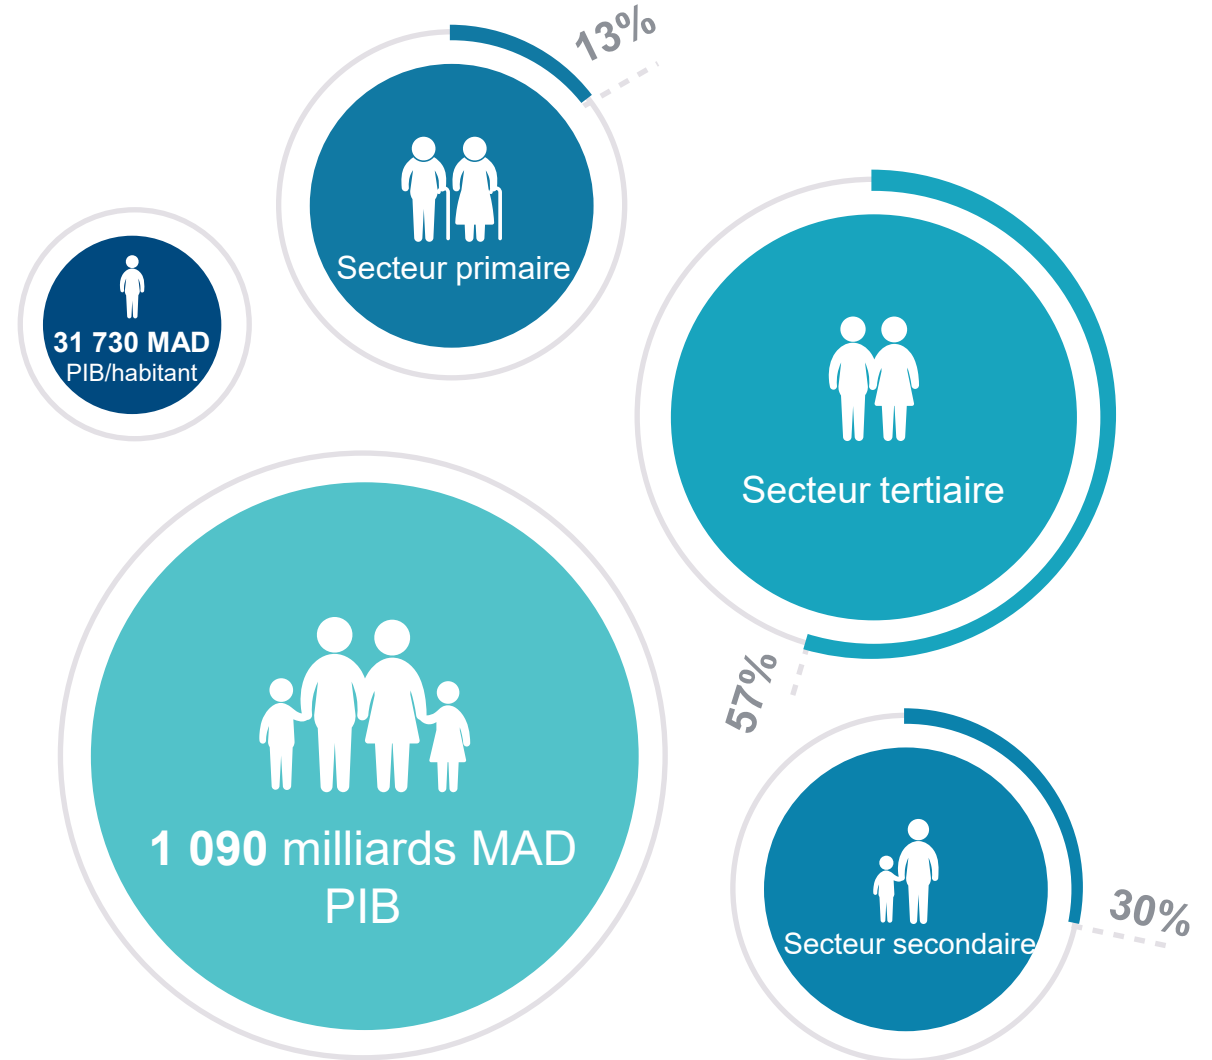 13%
Secteur primaire
31 730 MAD
PIB/habitant
Secteur tertiaire
57%
1 090 milliards MAD
PIB
30%
Secteur secondaire